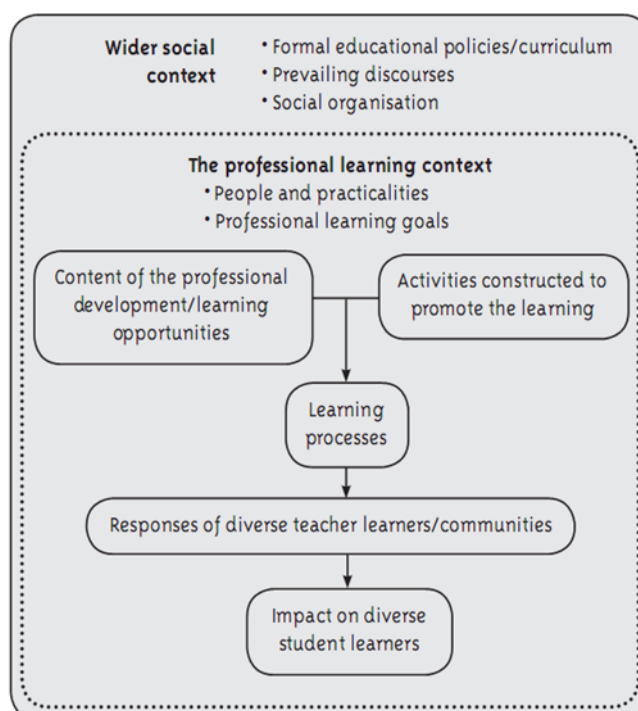 Wider social
context
• Formal educational policies/curriculum
• Prevailing discourses
• Social organisation
The professional learning context
• People and practicalities
• Professional learning goals
Content of the professional
development/learning
opportunities
Activities constructed to
promote the learning
Learning
processes
Responses of diverse teacher learners/communities
Impact on diverse
student learners